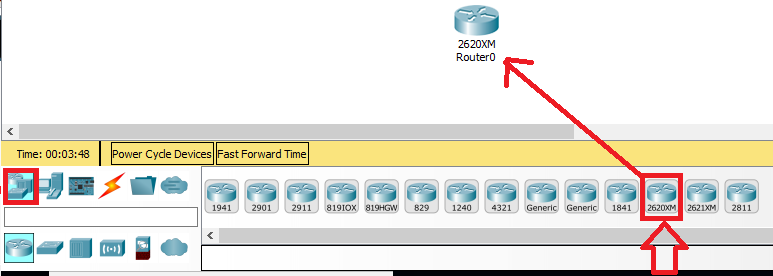 2620XM
Router0
Time: 00:03:48
Power Cycle Devices
Fast Forward Time
1941
2901
2911
819IOX
819HGW
829
1240
4321
Generic
Generic
1841
2620XM
2621XM
2811